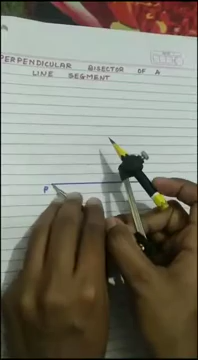 PERPENDICULAR BISECTOR OF A
LINE SEGMENT
P